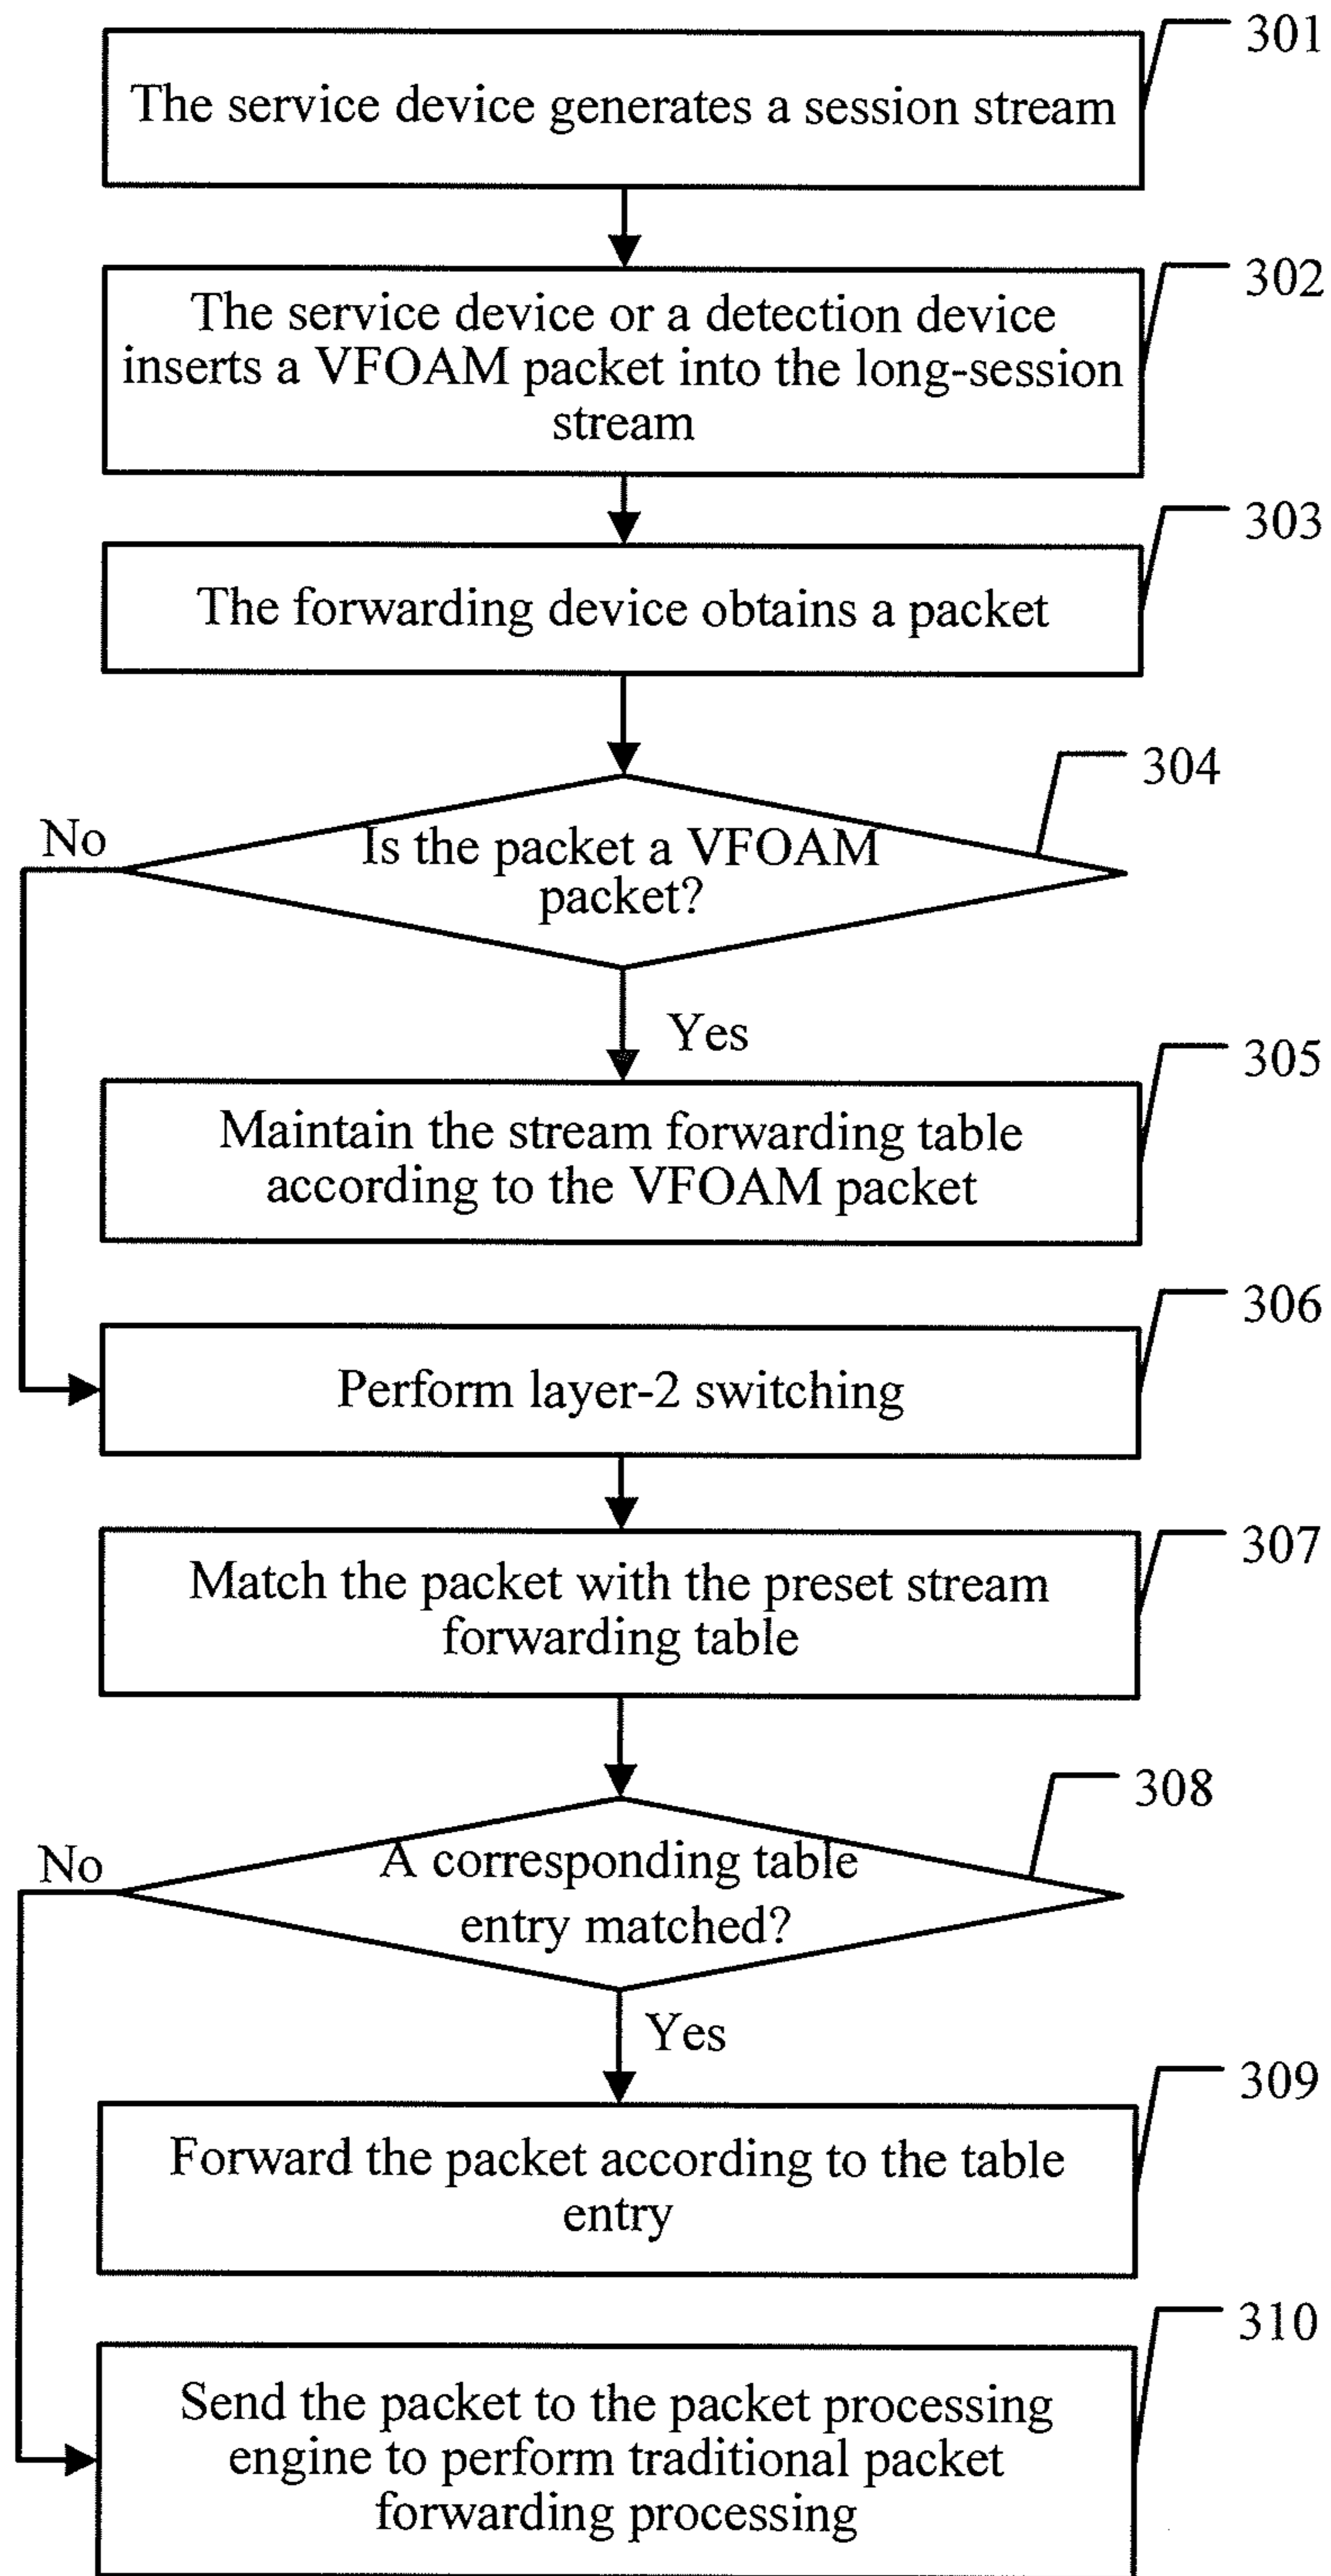 301
The service device generates a session stream
302
The service device or a detection device
inserts a VFOAM packet into the long-session
stream
303
The forwarding device obtains a packet
304
No
Is the packet a VFOAM
packet?
Yes
305
Maintain the stream forwarding table
according to the VFOAM packet
306
Perform layer-2 switching
307
Match the packet with the preset stream
forwarding table
308
No
A corresponding table
entry matched?
Yes
309
Forward the packet according to the table
entry
310
Send the packet to the packet processing
engine to perform traditional packet
forwarding processing